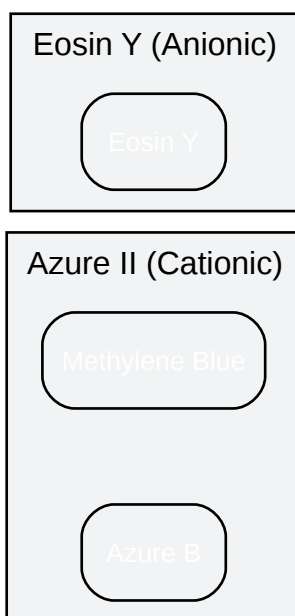 Eosin Y (Anionic)
Eosin Y
Azure II (Cationic)
Methylene Blue
Azure B